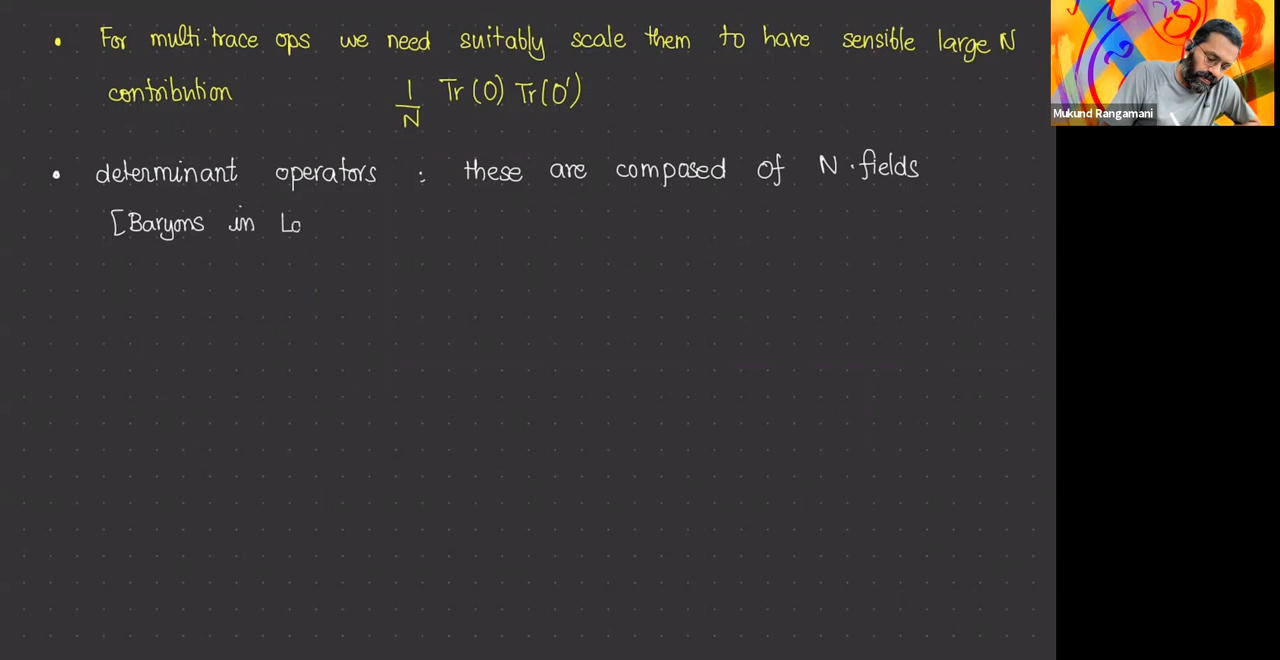 • For multi-trace ops we need suitably scale them to have sensible large N
contribution 1/N Tr(O) Tr(O')
• determinant operators : these are composed of N-fields
[Baryons in Lo
Mukund Rangamani